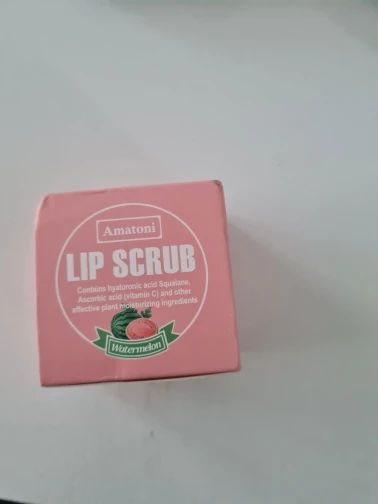 Amatoni
LIP SCRUB
Contains hyaluronic acid Squalane,
Ascorbic acid (vitamin C) and other
effective plant moisturizing ingredients
Watermelon